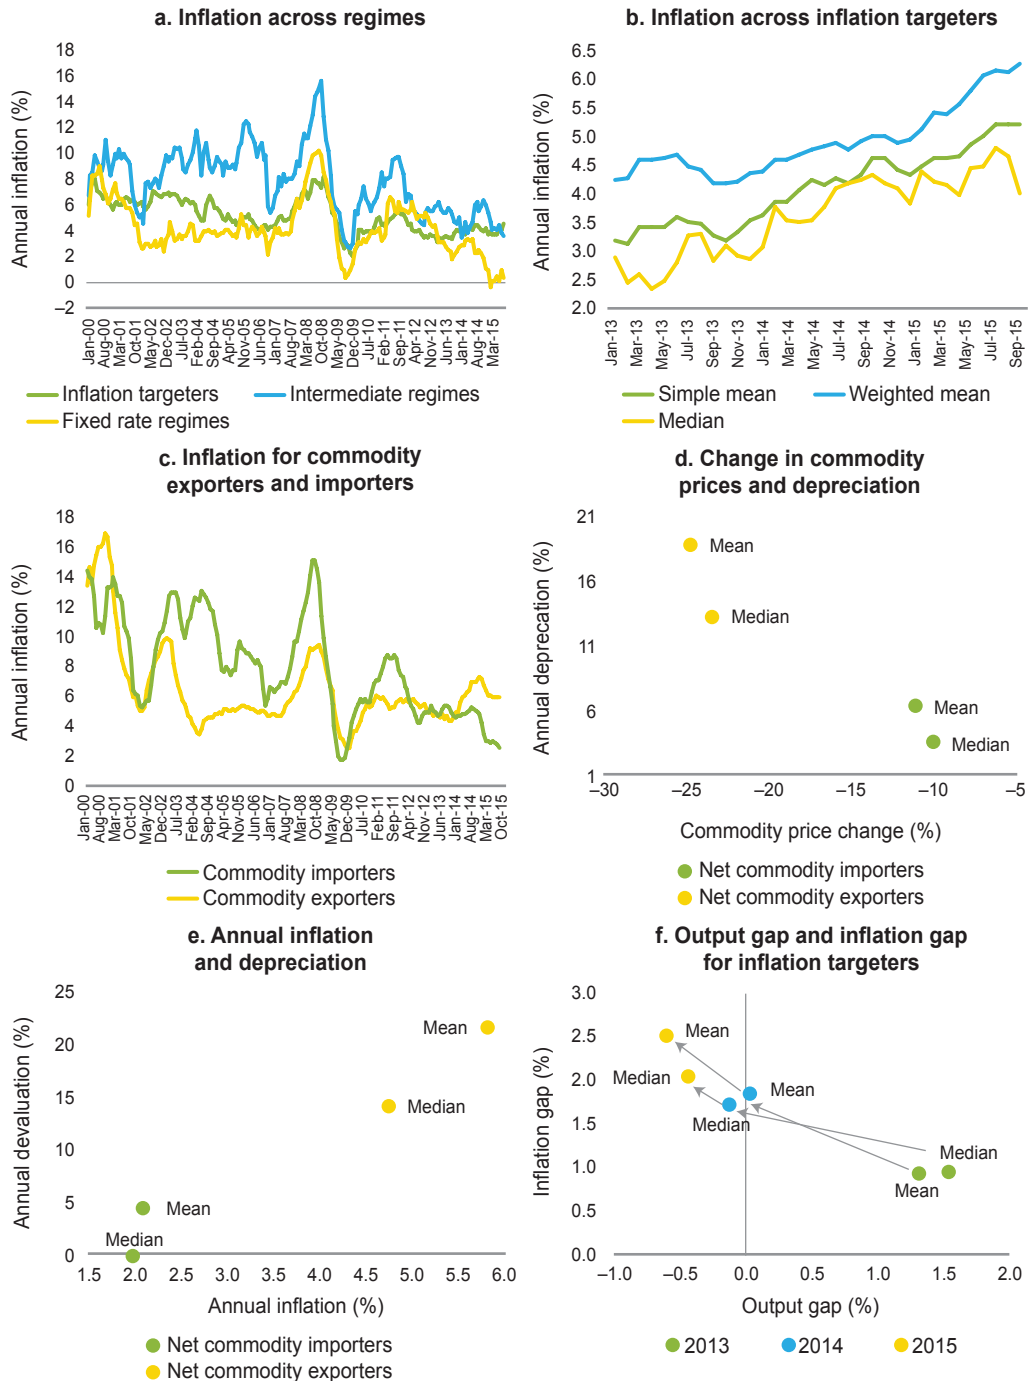 a. Inflation across regimes
Annual inflation (%)
18
16
14
12
10
8
6
4
2
0
–2
Jan-00
Aug-00
Mar-01
Oct-01
May-02
Dec-02
Jul-03
Feb-04
Sep-04
Apr-05
Nov-05
Jun-06
Jan-07
Aug-07
Mar-08
Oct-08
May-09
Dec-09
Jul-10
Feb-11
Sep-11
Apr-12
Nov-12
Jun-13
Jan-14
Aug-14
Mar-15
Inflation targeters
Intermediate regimes
Fixed rate regimes
b. Inflation across inflation targeters
Annual inflation (%)
6.5
6.0
5.5
5.0
4.5
4.0
3.5
3.0
2.5
2.0
Jan-13
Mar-13
May-13
Jul-13
Sep-13
Nov-13
Jan-14
Mar-14
May-14
Jul-14
Sep-14
Nov-14
Jan-15
Mar-15
May-15
Jul-15
Sep-15
Simple mean
Weighted mean
Median
c. Inflation for commodity
exporters and importers
Annual inflation (%)
18
16
14
12
10
8
6
4
2
0
Jan-00
Aug-00
Mar-01
Oct-01
May-02
Dec-02
Jul-03
Feb-04
Sep-04
Apr-05
Nov-05
Jun-06
Jan-07
Aug-07
Mar-08
Oct-08
May-09
Dec-09
Jul-10
Feb-11
Sep-11
Apr-12
Nov-12
Jun-13
Jan-14
Aug-14
Mar-15
Oct-15
Commodity importers
Commodity exporters
d. Change in commodity
prices and depreciation
Annual deprecation (%)
21
16
11
6
1
Mean
Median
Mean
Median
–30
–25
–20
–15
–10
–5
Commodity price change (%)
Net commodity importers
Net commodity exporters
e. Annual inflation
and depreciation
Annual devaluation (%)
25
20
15
10
5
0
Mean
Median
Mean
Median
1.5
2.0
2.5
3.0
3.5
4.0
4.5
5.0
5.5
6.0
Annual inflation (%)
Net commodity importers
Net commodity exporters
f. Output gap and inflation gap
for inflation targeters
Inflation gap (%)
3.0
2.5
2.0
1.5
1.0
0.5
0.0
Mean
Median
Mean
Median
Median
Mean
–1.0
–0.5
0.0
0.5
1.0
1.5
2.0
Output gap (%)
2013
2014
2015